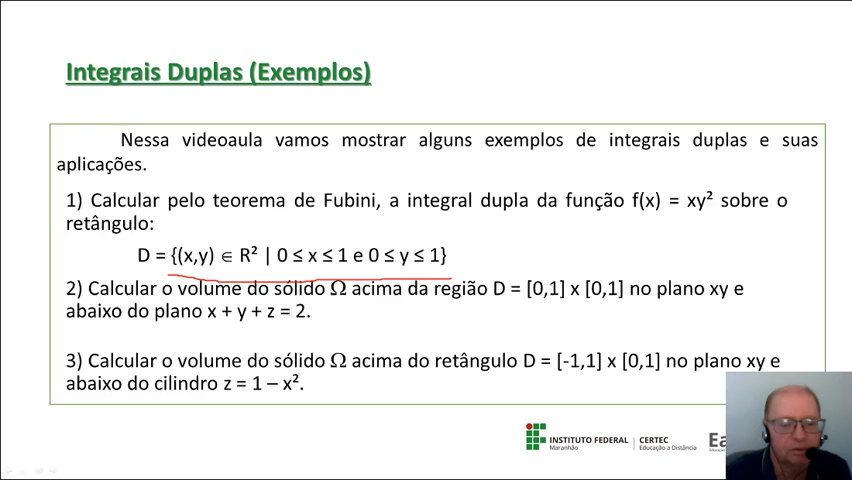 Integrais Duplas (Exemplos)
Nessa videoaula vamos mostrar alguns exemplos de integrais duplas e suas
aplicações.
1) Calcular pelo teorema de Fubini, a integral dupla da função f(x) = xy² sobre o
retângulo:
D = {(x,y) ∈ R² | 0 ≤ x ≤ 1 e 0 ≤ y ≤ 1}
2) Calcular o volume do sólido Ω acima da região D = [0,1] x [0,1] no plano xy e
abaixo do plano x + y + z = 2.
3) Calcular o volume do sólido Ω acima do retângulo D = [-1,1] x [0,1] no plano xy e
abaixo do cilindro z = 1 – x².
INSTITUTO FEDERAL
Maranhão
CERTEC
Educação a Distância